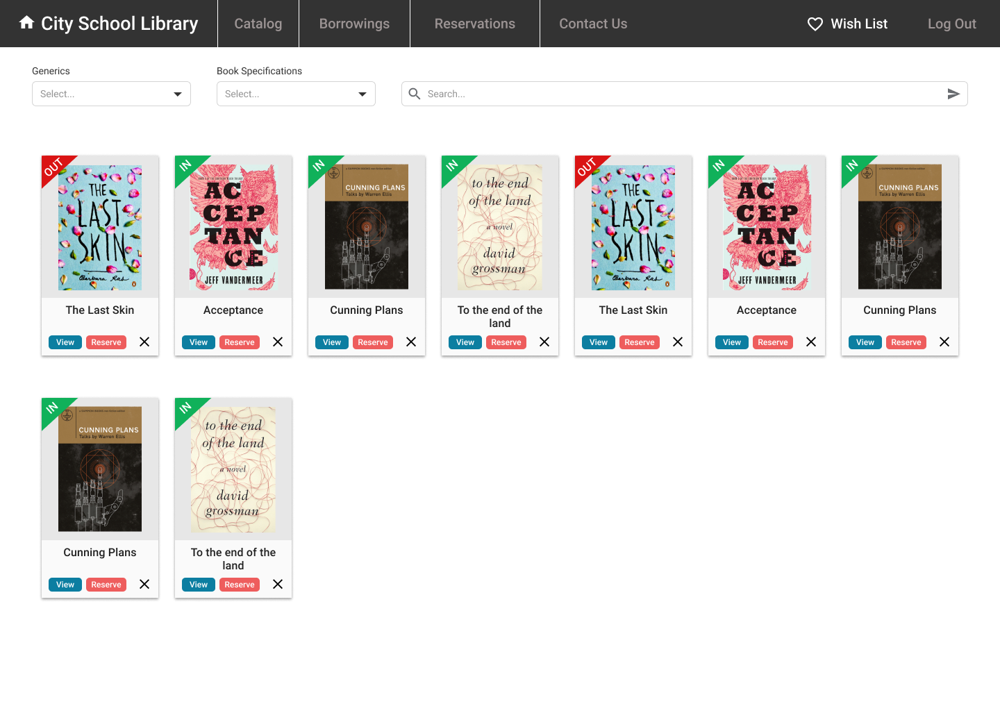 City School Library
Catalog
Borrowings
Reservations
Contact Us
Wish List
Log Out
Generics
Book Specifications
Select...
Select...
Search...
OUT
THE
LAST
SKIN
Barbara Ras
The Last Skin
View
Reserve
IN
AC
CEP
TAN
CE
JEFF VANDERMEER
Acceptance
View
Reserve
IN
CUNNING PLANS
Talks by Warren Ellis
Cunning Plans
View
Reserve
IN
to the end
of the land
a novel
david
grossman
To the end of the
land
View
Reserve
OUT
THE
LAST
SKIN
Barbara Ras
The Last Skin
View
Reserve
IN
AC
CEP
TAN
CE
JEFF VANDERMEER
Acceptance
View
Reserve
IN
CUNNING PLANS
Talks by Warren Ellis
Cunning Plans
View
Reserve
IN
CUNNING PLANS
Talks by Warren Ellis
Cunning Plans
View
Reserve
IN
to the end
of the land
a novel
david
grossman
To the end of the
land
View
Reserve